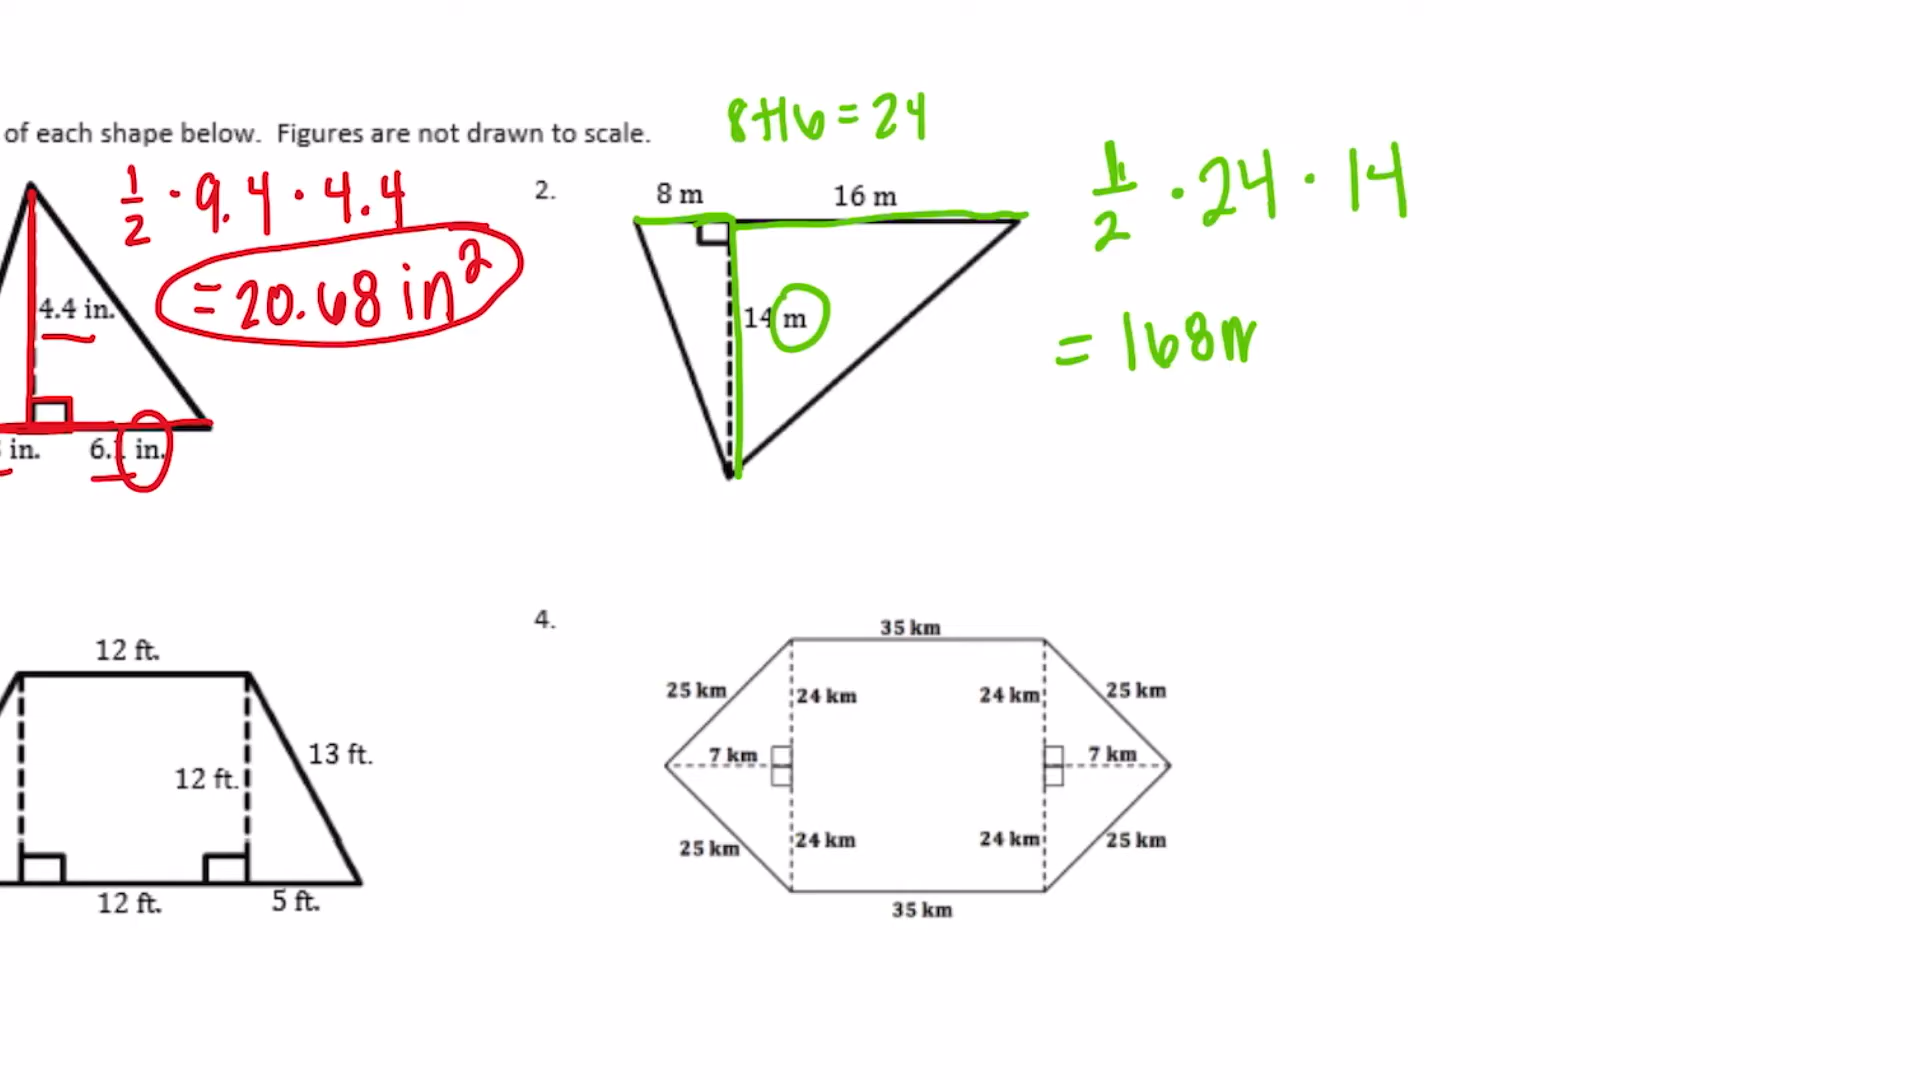 8+16=24
of each shape below. Figures are not drawn to scale.
1/2 · 9.4 · 4.4
= 20.68 in²
4.4 in.
in.
6.1 in.
2.
8 m
16 m
14 m
1/2 · 24 · 14
= 168m
12 ft.
13 ft.
12 ft.
12 ft.
5 ft.
4.
35 km
25 km
24 km
24 km
25 km
7 km
7 km
25 km
24 km
24 km
25 km
35 km